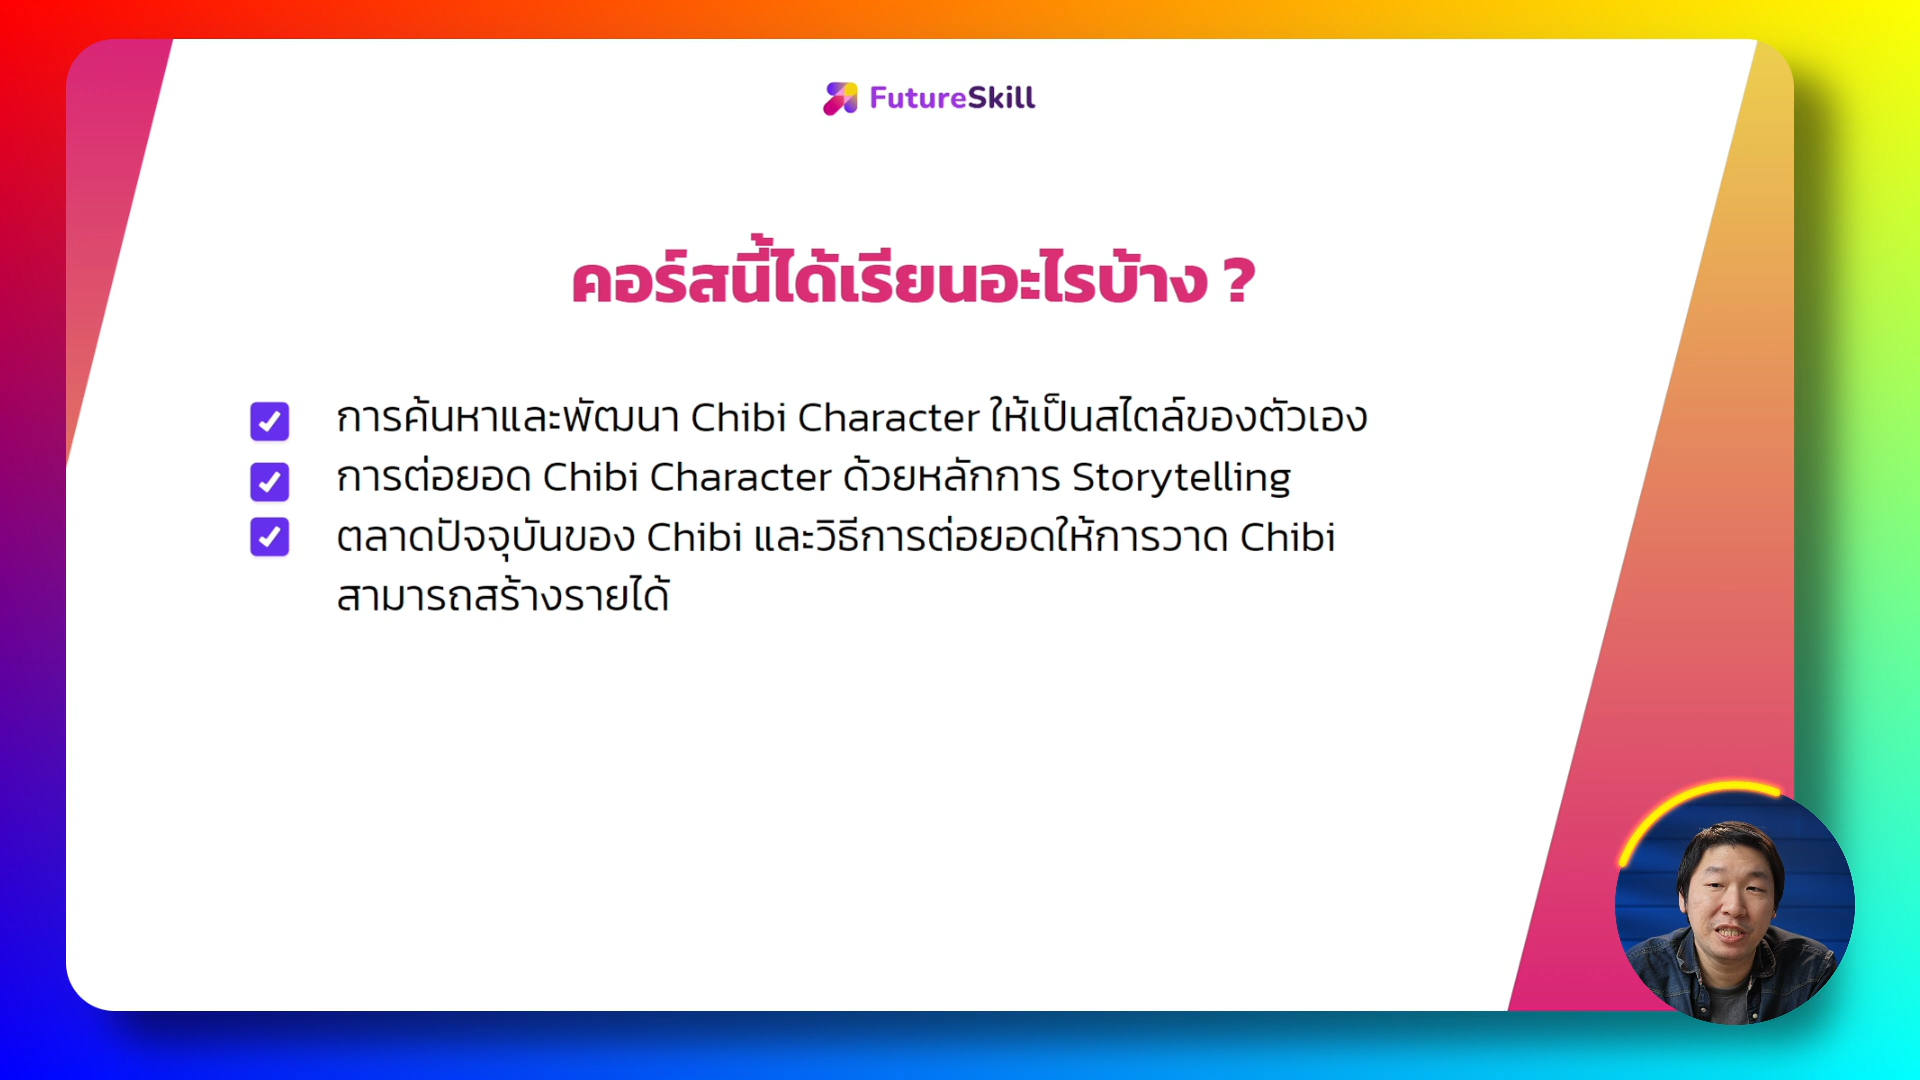 FutureSkill
คอร์สนี้ได้เรียนอะไรบ้าง ?
การค้นหาและพัฒนา Chibi Character ให้เป็นสไตล์ของตัวเอง
การต่อยอด Chibi Character ด้วยหลักการ Storytelling
ตลาดปัจจุบันของ Chibi และวิธีการต่อยอดให้การวาด Chibi
สามารถสร้างรายได้